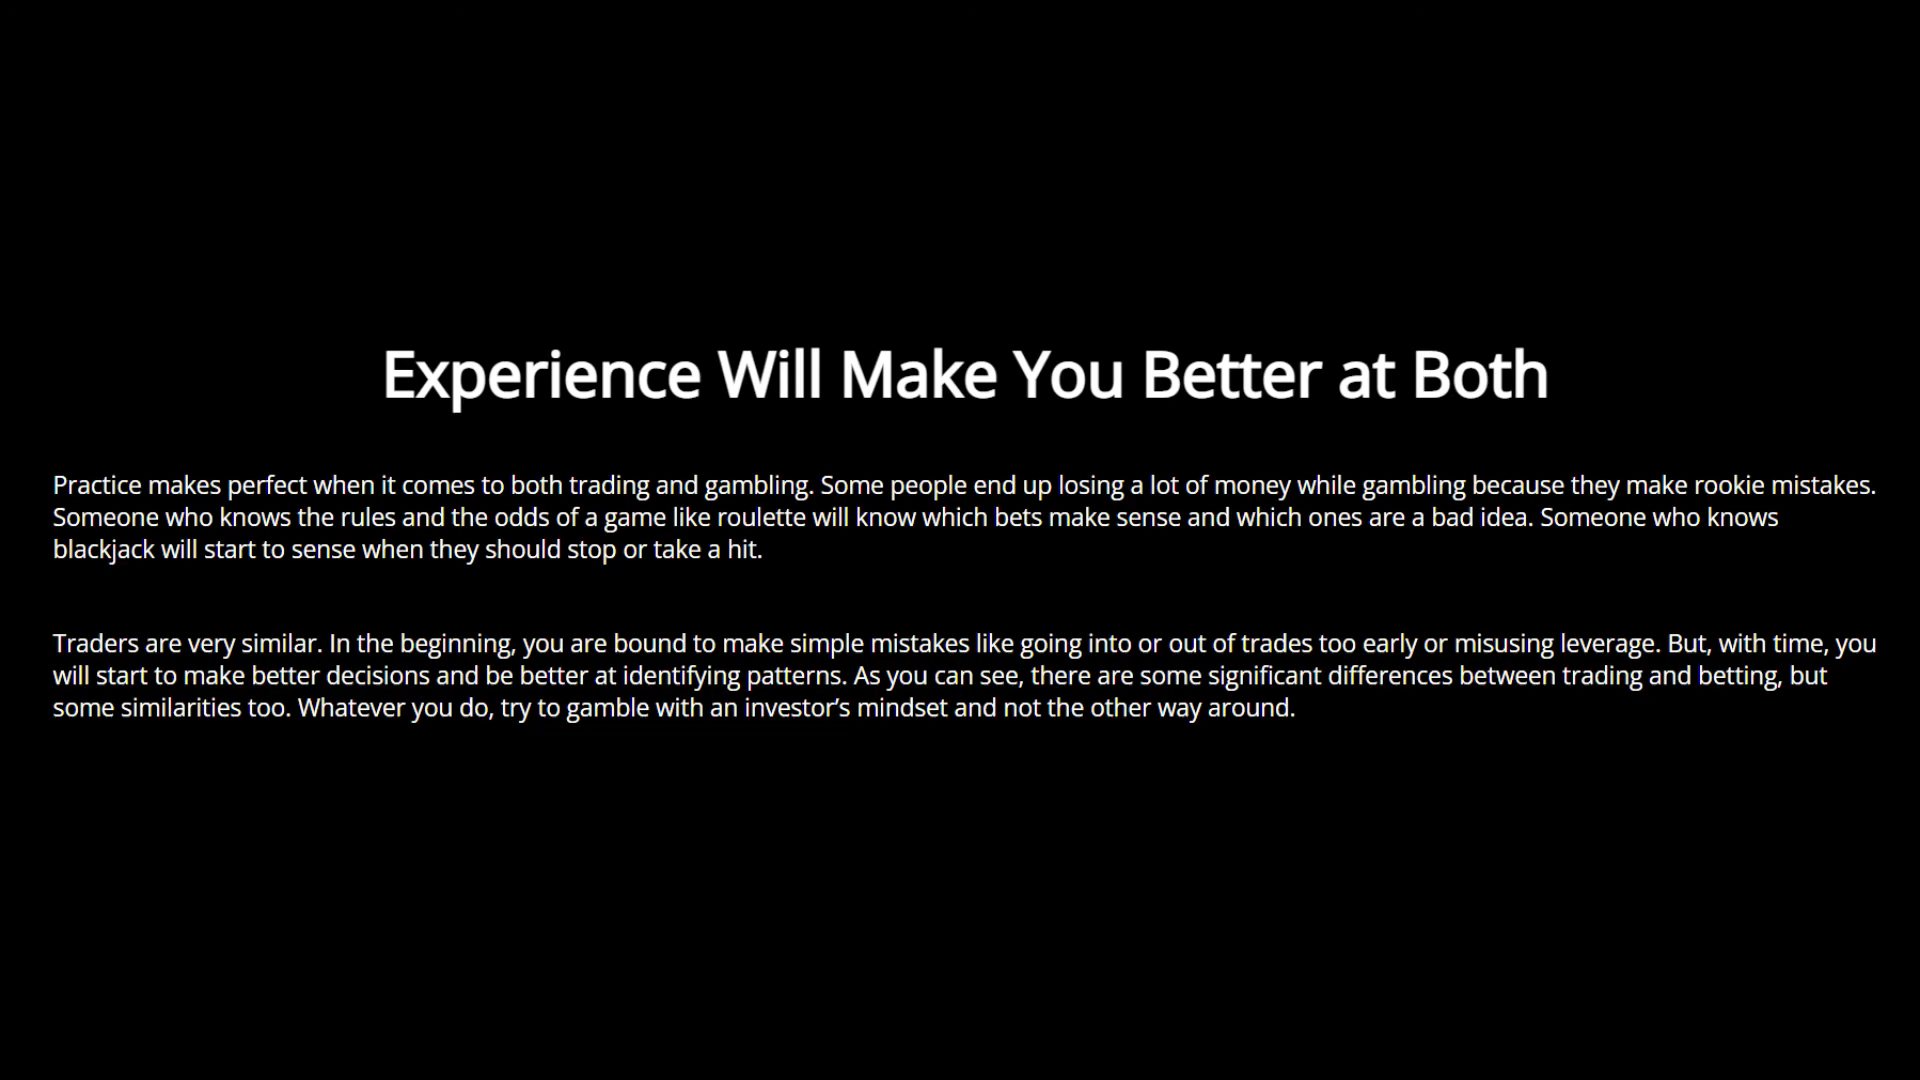 Experience Will Make You Better at Both
Practice makes perfect when it comes to both trading and gambling. Some people end up losing a lot of money while gambling because they make rookie mistakes.
Someone who knows the rules and the odds of a game like roulette will know which bets make sense and which ones are a bad idea. Someone who knows
blackjack will start to sense when they should stop or take a hit.
Traders are very similar. In the beginning, you are bound to make simple mistakes like going into or out of trades too early or misusing leverage. But, with time, you
will start to make better decisions and be better at identifying patterns. As you can see, there are some significant differences between trading and betting, but
some similarities too. Whatever you do, try to gamble with an investor’s mindset and not the other way around.